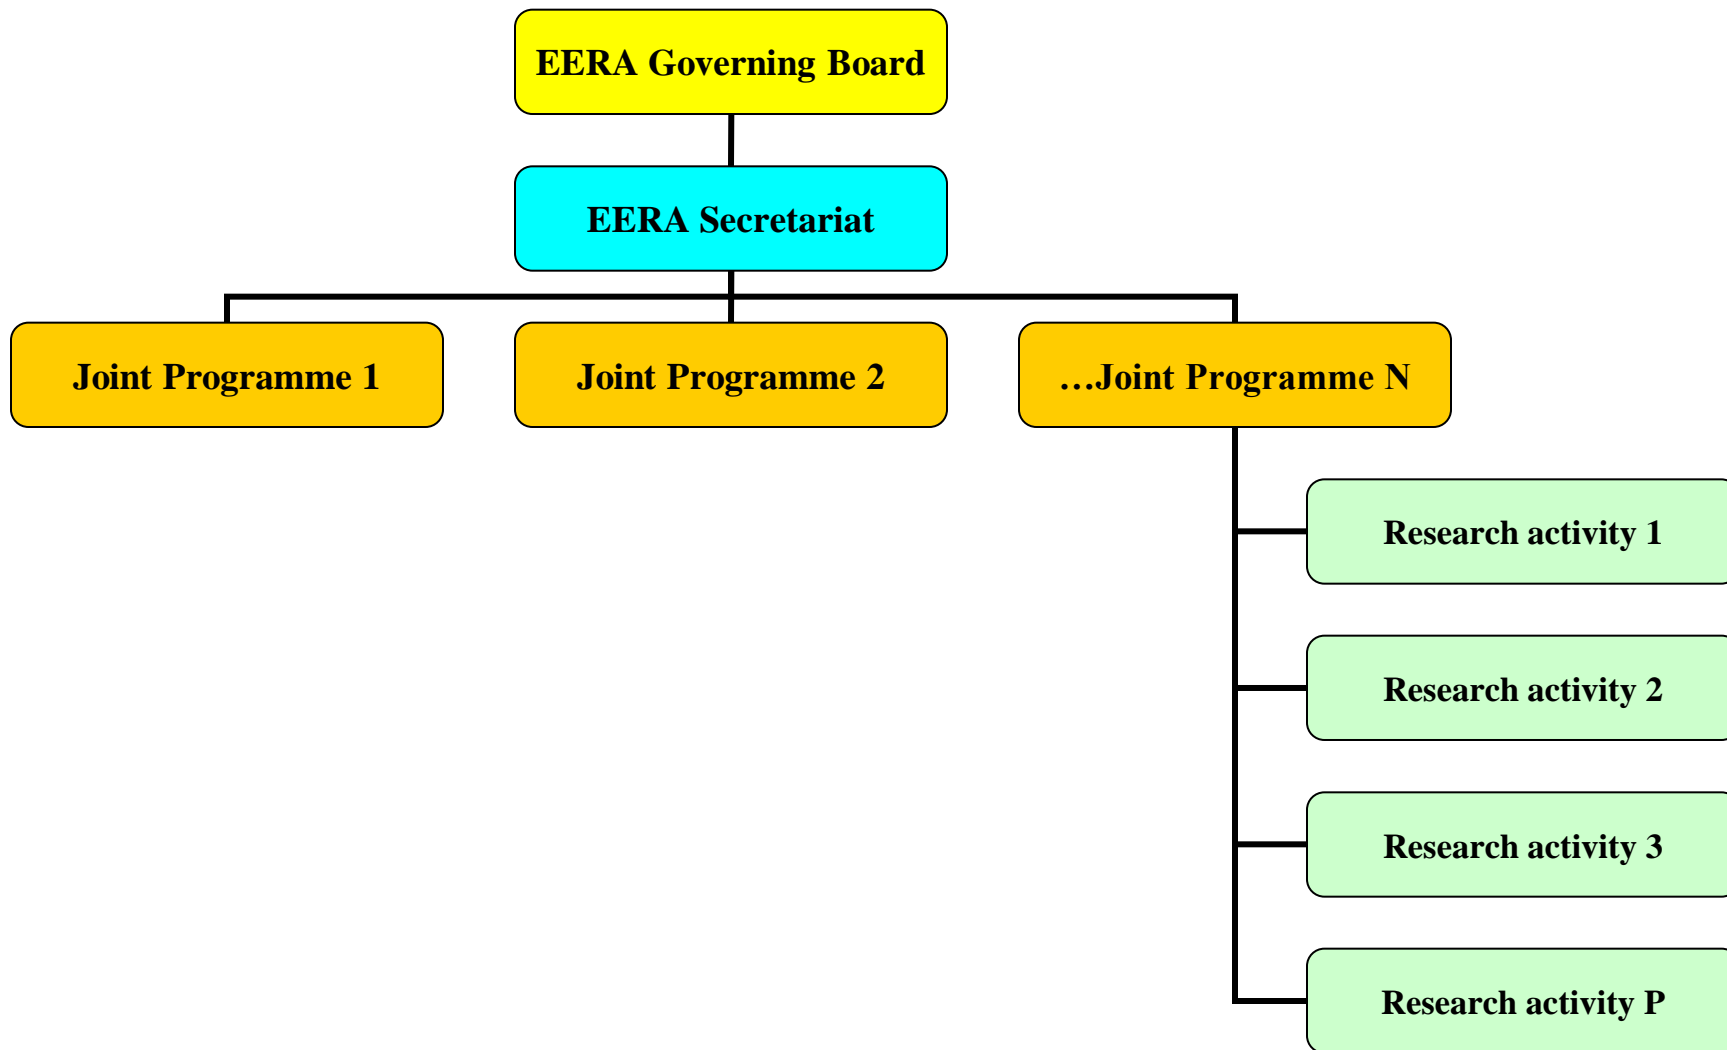 EERA Governing Board
EERA Secretariat
Joint Programme 1
Joint Programme 2
…Joint Programme N
Research activity 1
Research activity 2
Research activity 3
Research activity P